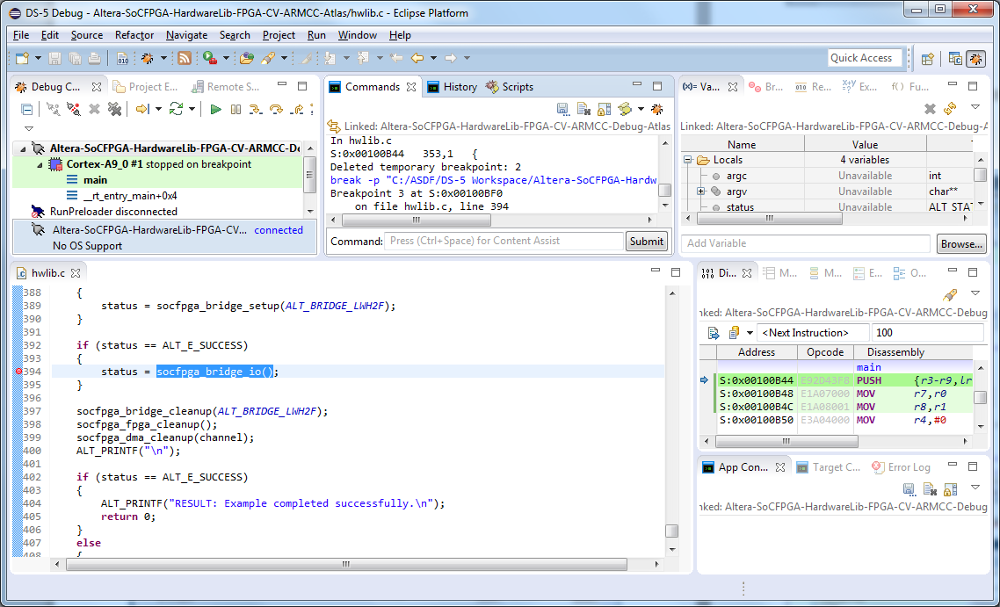 DS-5 Debug - Altera-SoCFPGA-HardwareLib-FPGA-CV-ARMCC-Atlas/hwlib.c - Eclipse Platform
File Edit Source Refactor Navigate Search Project Run Window Help
Quick Access
Debug C... Project E... Remote S...
Altera-SoCFPGA-HardwareLib-FPGA-CV-ARMCC-De
Cortex-A9_0 #1 stopped on breakpoint
main
__rt_entry_main+0x4
RunPreloader disconnected
Altera-SoCFPGA-HardwareLib-FPGA-CV... connected
No OS Support
Commands History Scripts
Linked: Altera-SoCFPGA-HardwareLib-FPGA-CV-ARMCC-Debug-Atlas
In hwlib.c
S:0x00100B44 353,1 {
Deleted temporary breakpoint: 2
break -p "C:/ASDF/DS-5 Workspace/Altera-SoCFPGA-Hardw
Breakpoint 3 at S:0x00100BF0
on file hwlib.c, line 394
Command: Press (Ctrl+Space) for Content Assist Submit
(x)= Va... Br... Re... Ex... f() Fu...
Linked: Altera-SoCFPGA-HardwareLib-FPGA-CV-ARMCC-Debug-A
Name Value
Locals 4 variables
argc Unavailable int
argv Unavailable char**
status Unavailable ALT_STAT
Add Variable Browse...
hwlib.c
388 {
389 status = socfpga_bridge_setup(ALT_BRIDGE_LWH2F);
390 }
391
392 if (status == ALT_E_SUCCESS)
393 {
394 status = socfpga_bridge_io();
395 }
396
397 socfpga_bridge_cleanup(ALT_BRIDGE_LWH2F);
398 socfpga_fpga_cleanup();
399 socfpga_dma_cleanup(channel);
400 ALT_PRINTF("\n");
401
402 if (status == ALT_E_SUCCESS)
403 {
404 ALT_PRINTF("RESULT: Example completed successfully.\n");
405 return 0;
406 }
407 else
408 {
Di... M... M... E... O...
nked: Altera-SoCFPGA-HardwareLib-FPGA-CV-ARMCC-Debug
<Next Instruction> 100
Address Opcode Disassembly
main
S:0x00100B44 E92D43F8 PUSH {r3-r9,lr
S:0x00100B48 E1A07000 MOV r7,r0
S:0x00100B4C E1A08001 MOV r8,r1
S:0x00100B50 E3A04000 MOV r4,#0
App Con... Target C... Error Log
nked: Altera-SoCFPGA-HardwareLib-FPGA-CV-ARMCC-Debug